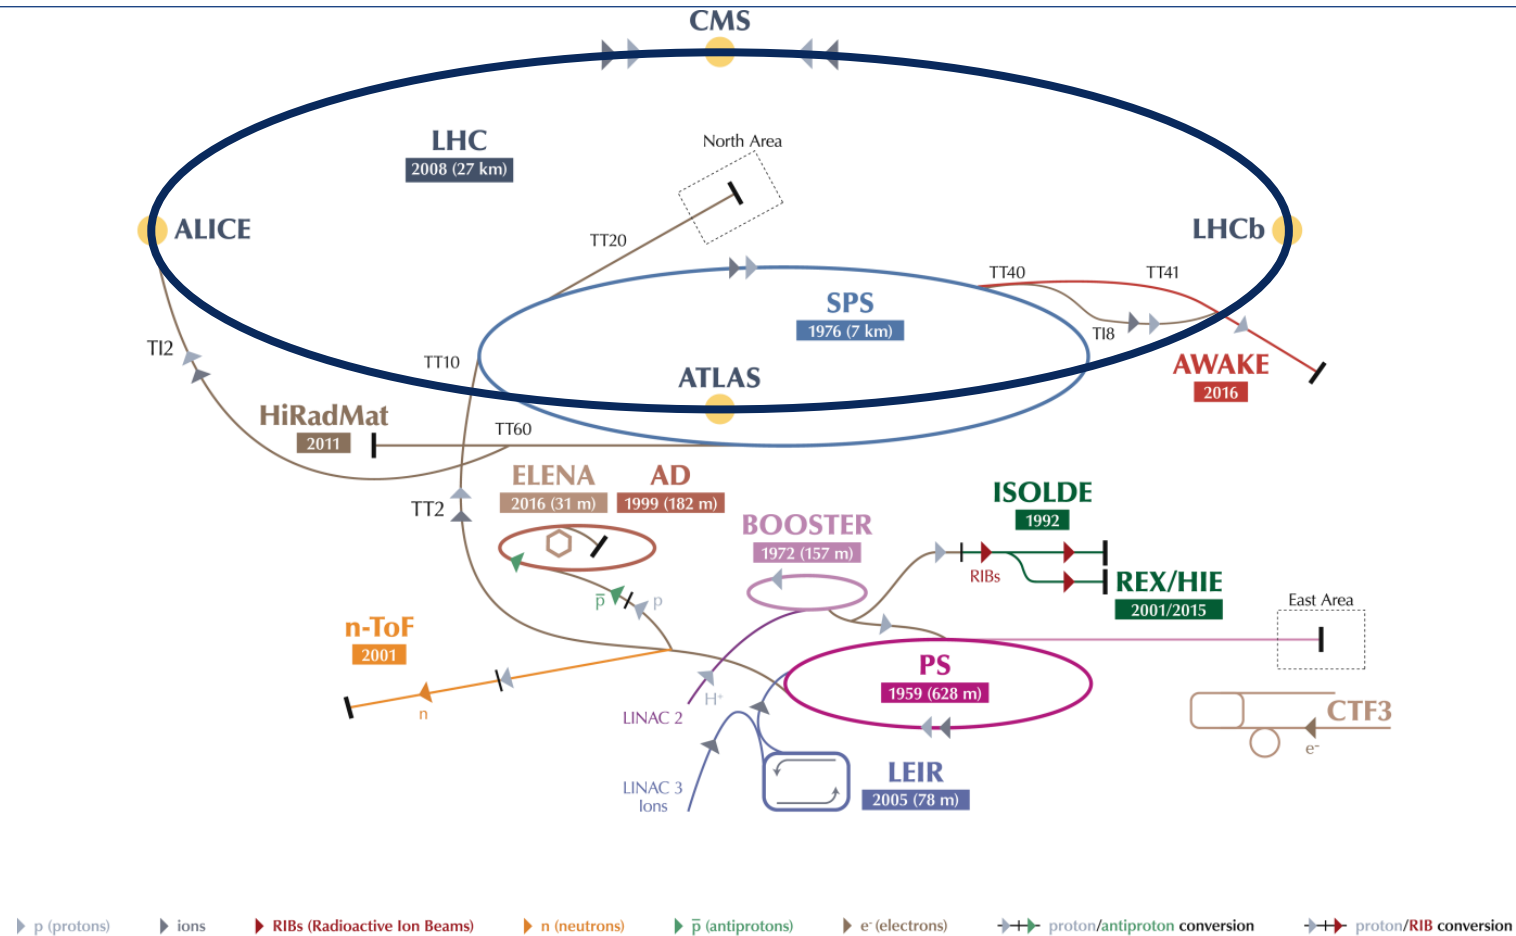 CMS
LHC
2008 (27 km)
North Area
ALICE
LHCb
TT20
TT40
TT41
SPS
1976 (7 km)
TI2
TT10
TI8
ATLAS
AWAKE
2016
HiRadMat
2011
TT60
ELENA
2016 (31 m)
AD
1999 (182 m)
TT2
BOOSTER
1972 (157 m)
ISOLDE
1992
RIBs
REX/HIE
2001/2015
p̅
p
East Area
n-ToF
2001
PS
1959 (628 m)
H⁺
LINAC 2
n
CTF3
e⁻
LINAC 3
Ions
LEIR
2005 (78 m)
p (protons)
ions
RIBs (Radioactive Ion Beams)
n (neutrons)
p̅ (antiprotons)
e⁻ (electrons)
proton/antiproton conversion
proton/RIB conversion